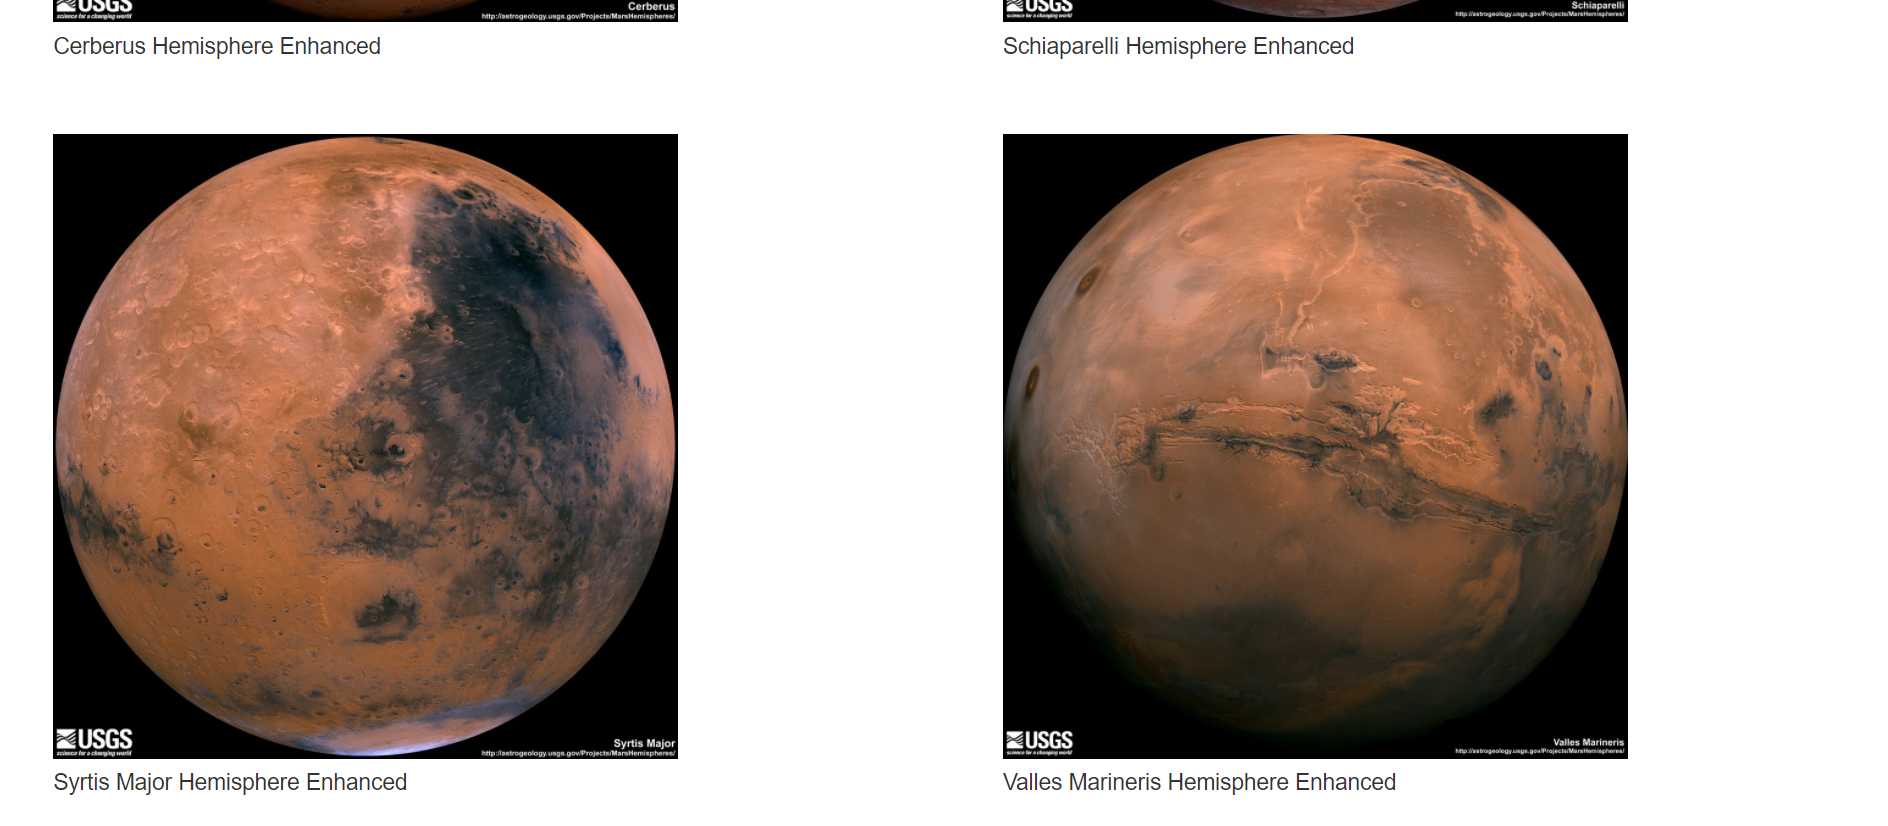 USGS
science for a changing world
Cerberus
http://astrogeology.usgs.gov/Projects/MarsHemispheres/
Cerberus Hemisphere Enhanced
USGS
science for a changing world
Schiaparelli
http://astrogeology.usgs.gov/Projects/MarsHemispheres/
Schiaparelli Hemisphere Enhanced
USGS
science for a changing world
Syrtis Major
http://astrogeology.usgs.gov/Projects/MarsHemispheres/
Syrtis Major Hemisphere Enhanced
USGS
science for a changing world
Valles Marineris
http://astrogeology.usgs.gov/Projects/MarsHemispheres/
Valles Marineris Hemisphere Enhanced